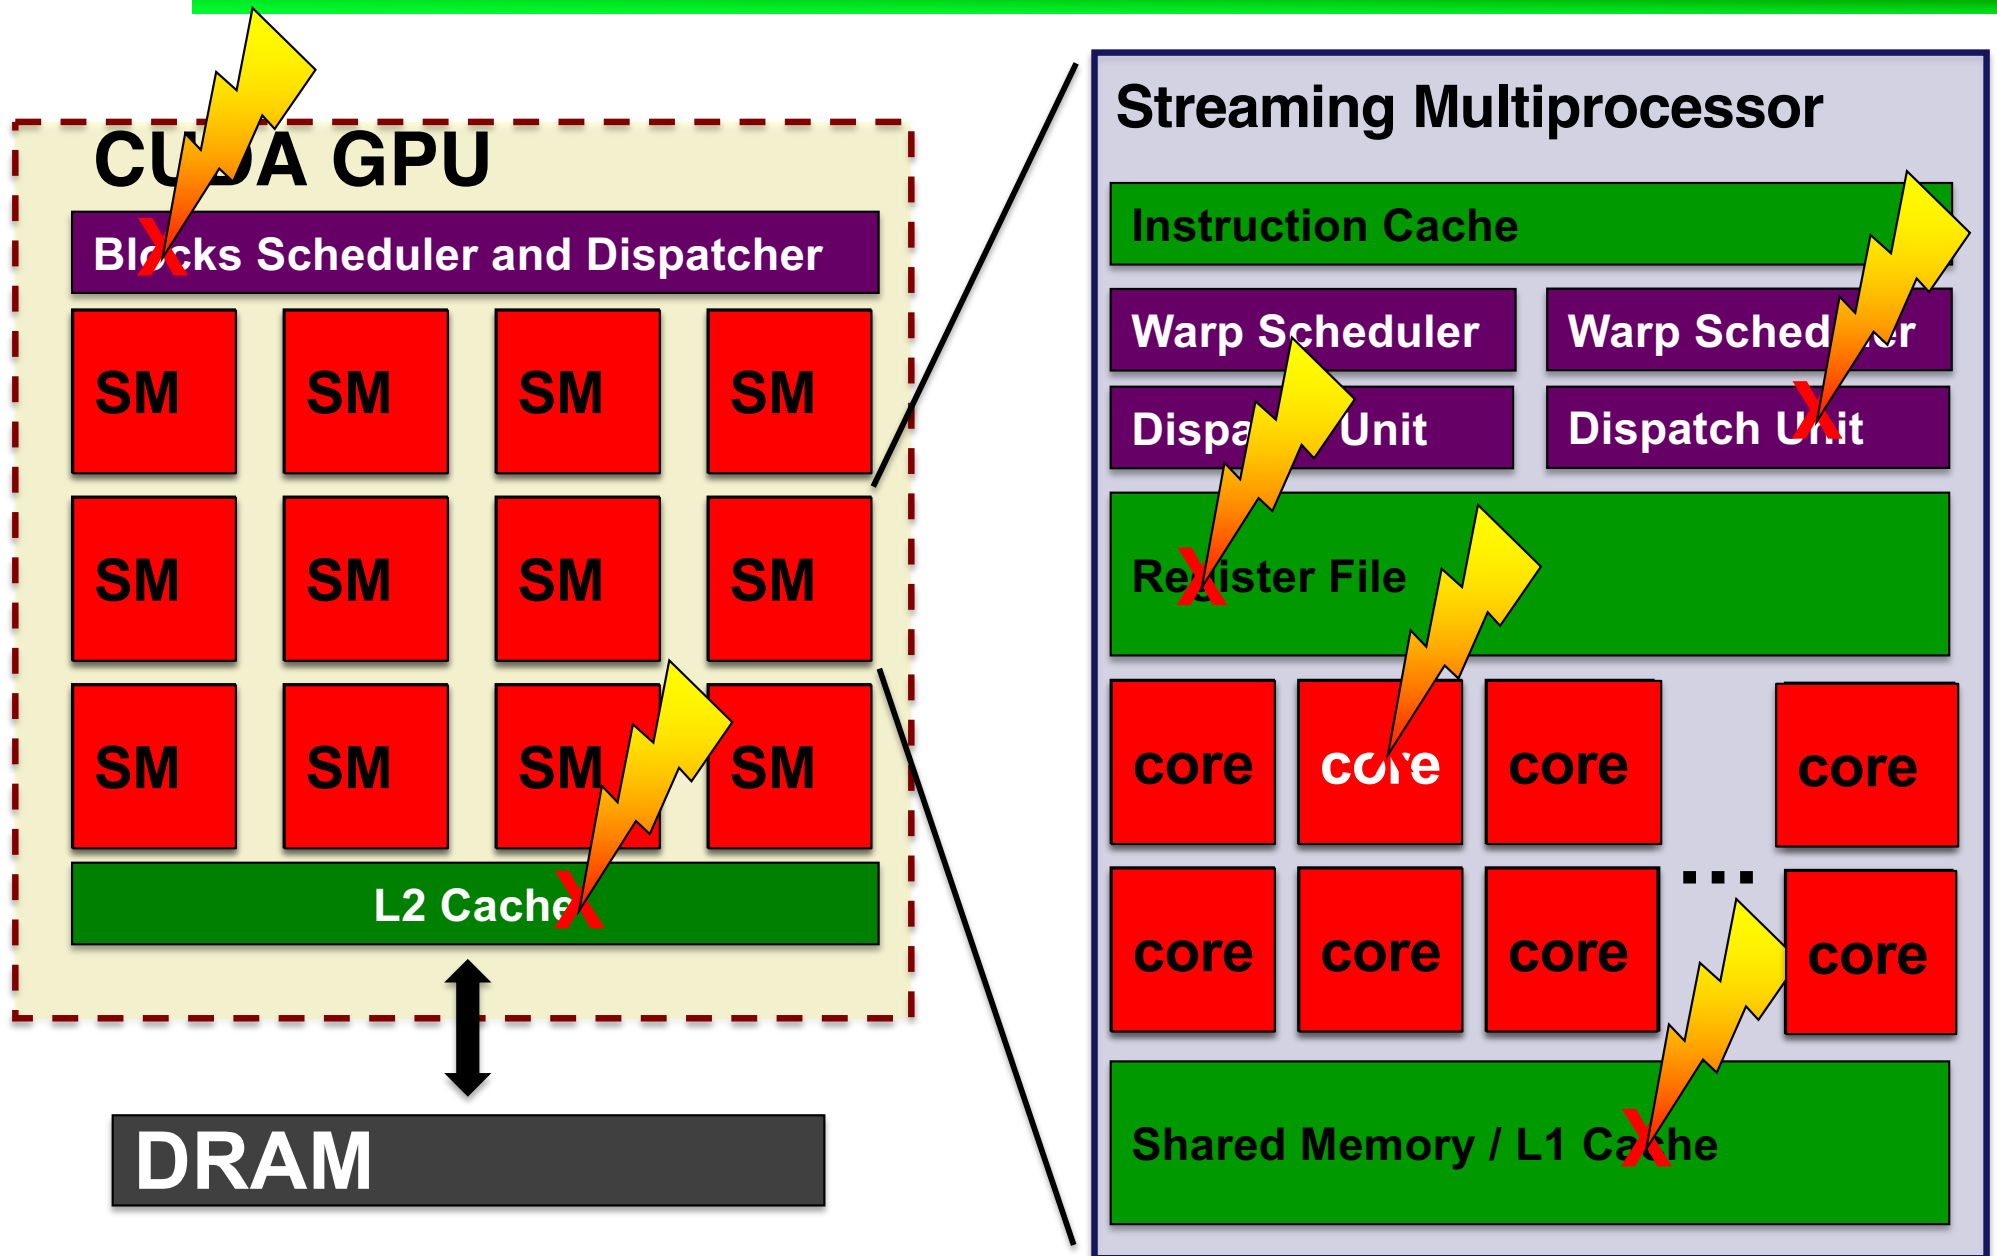 CUDA GPU
Blocks Scheduler and Dispatcher
X
SM SM SM SM
SM SM SM SM
SM SM SM SM
L2 Cache
X
DRAM
Streaming Multiprocessor
Instruction Cache
Warp Scheduler Warp Scheduler
Dispatch Unit Dispatch Unit
X
Register File
X
core core core core
...
core core core core
Shared Memory / L1 Cache
X